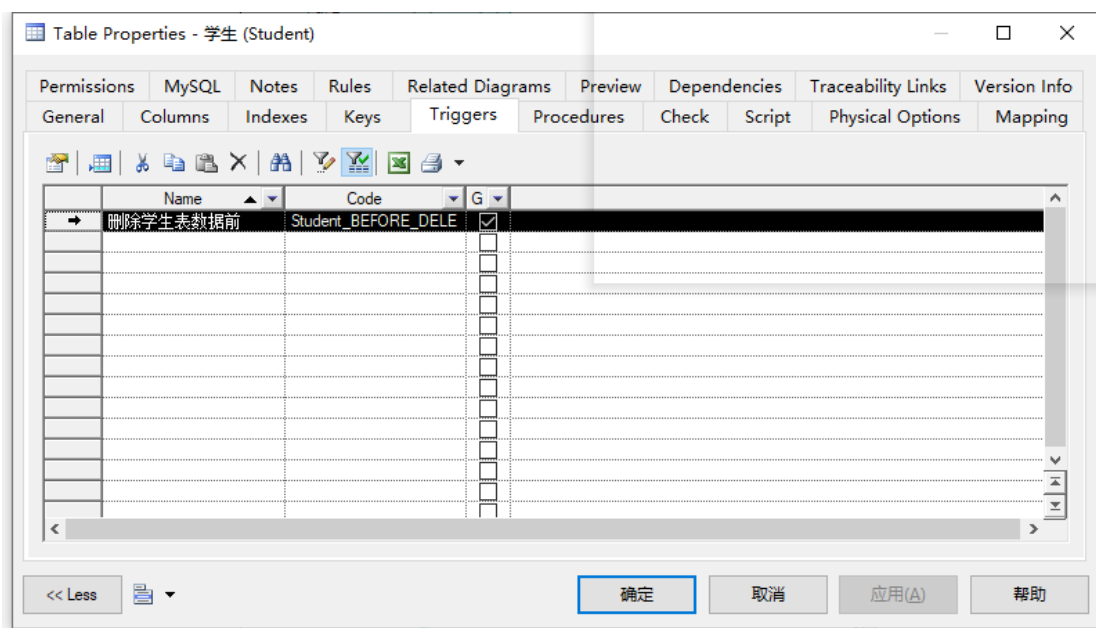 Table Properties - 学生 (Student)
Permissions MySQL Notes Rules Related Diagrams Preview Dependencies Traceability Links Version Info
General Columns Indexes Keys Triggers Procedures Check Script Physical Options Mapping
Name Code G
删除学生表数据前 Student_BEFORE_DELE
<< Less 确定 取消 应用(A) 帮助